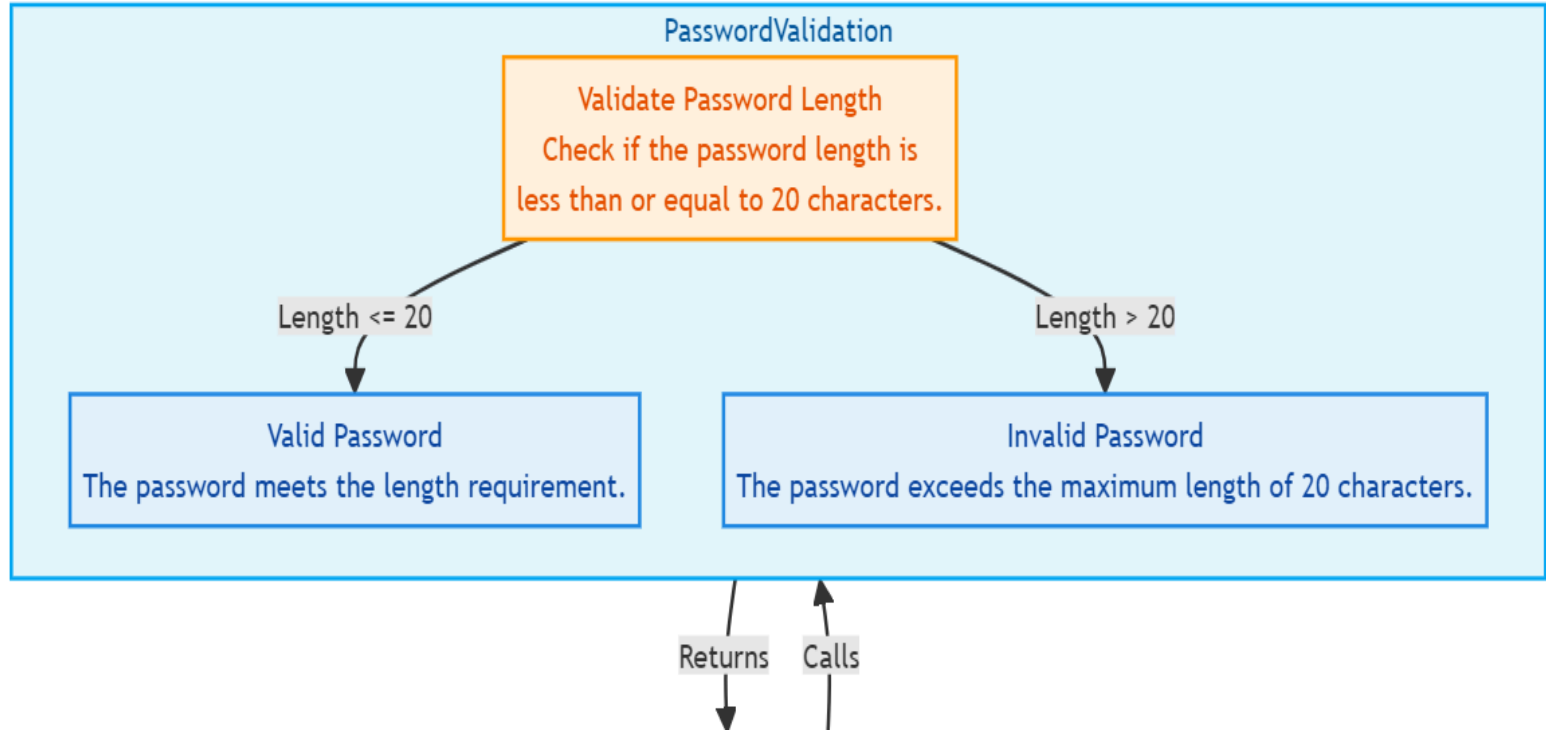 PasswordValidation
Validate Password Length
Check if the password length is
less than or equal to 20 characters.
Length <= 20
Length > 20
Valid Password
The password meets the length requirement.
Invalid Password
The password exceeds the maximum length of 20 characters.
Returns
Calls